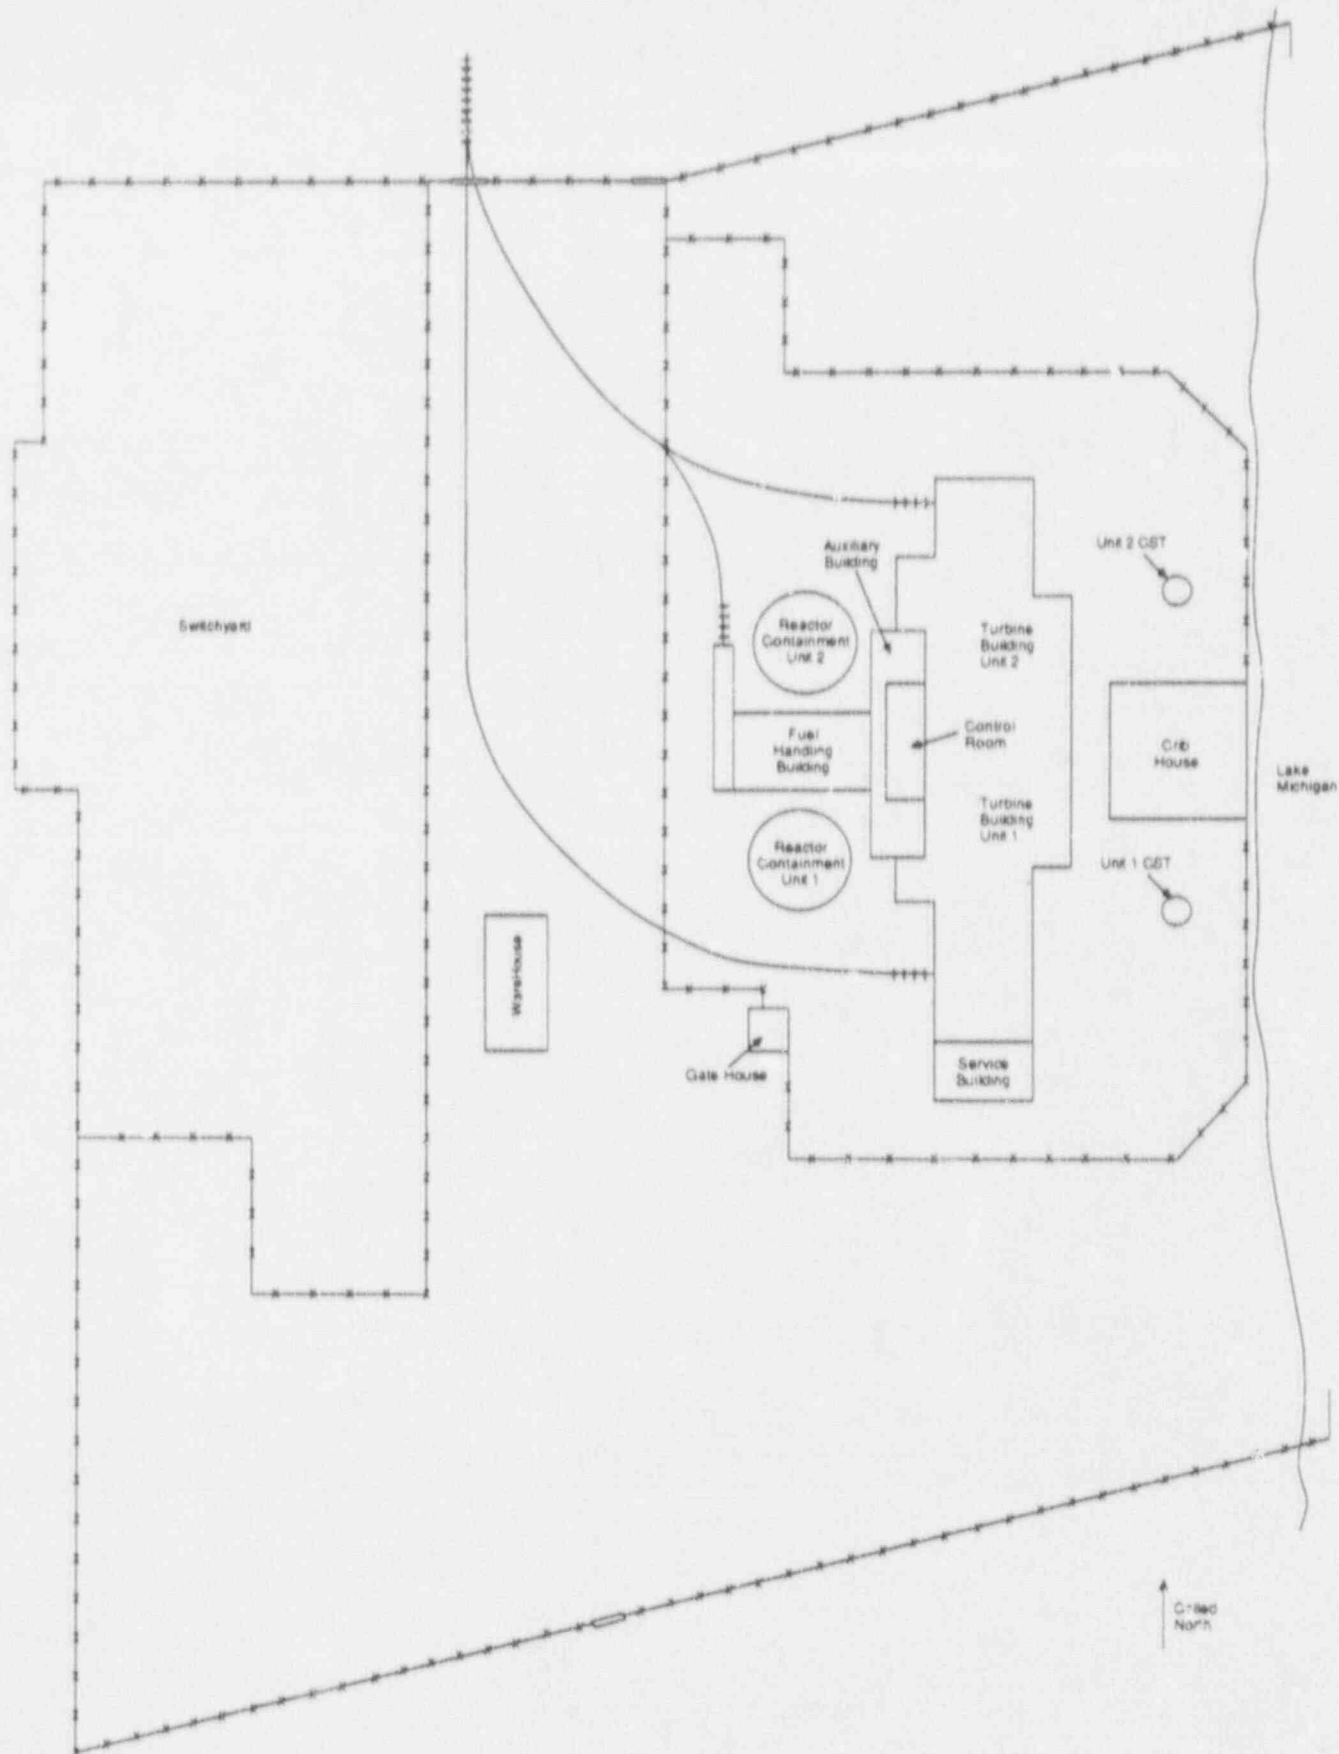 Switchyard
Auxiliary
Building
Unit 2 CST
Reactor
Containment
Unit 2
Turbine
Building
Unit 2
Fuel
Handling
Building
Control
Room
Crib
House
Lake
Michigan
Turbine
Building
Unit 1
Reactor
Containment
Unit 1
Unit 1 CST
WareHouse
Gate House
Service
Building
Called
North